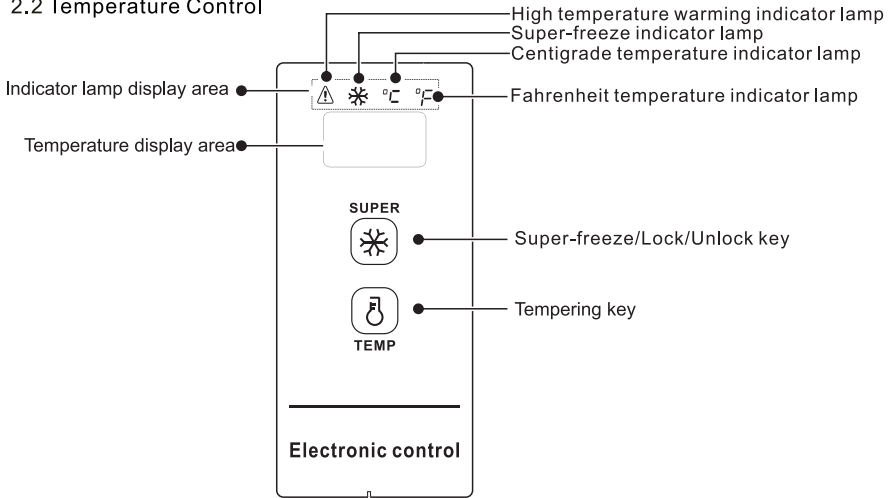 2.2 Temperature Control
High temperature warming indicator lamp
Super-freeze indicator lamp
Centigrade temperature indicator lamp
Indicator lamp display area
°C °F
Fahrenheit temperature indicator lamp
Temperature display area
SUPER
Super-freeze/Lock/Unlock key
Tempering key
TEMP
Electronic control